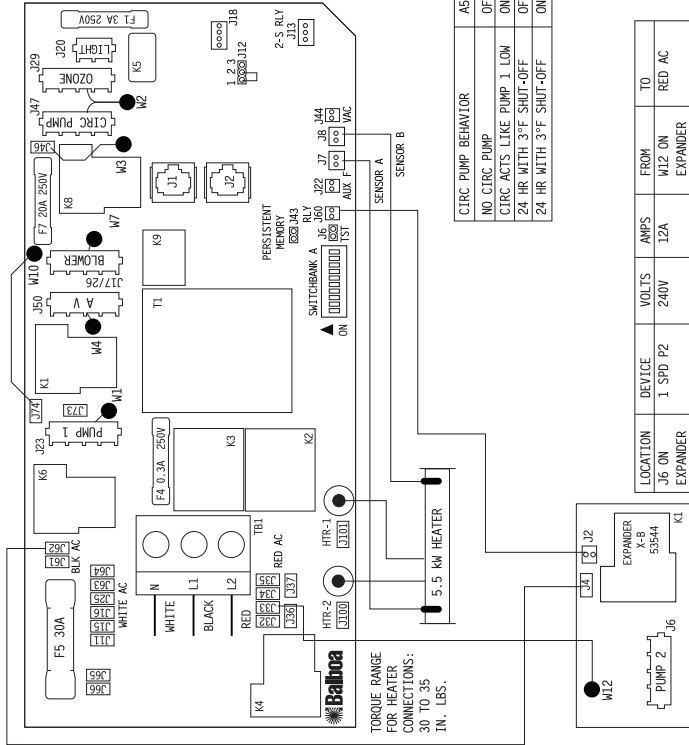 F1 3A 250V
J18
2-S RLY
J13
J20
LIGHT
K5
1 2 3
J12
J29
OZONE
J47
CIRC PUMP
W2
J46
W3
F7 20A 250V
K8
W7
J1
J2
J44
VAC
J8
J7
J22
AUX F
SENSOR A
SENSOR B
PERSISTENT
MEMORY
J43
RLY
J60
J6
TST
SWITCHBANK A
ON
W10
BLOWER
J17/26
K9
J50
A V
W4
T1
K1
J74
J73
W1
J23
PUMP 1
F4 0.3A 250V
K3
K2
K6
J62
J61
BLK AC
TB1
N
L1
L2
WHITE
BLACK
RED
RED AC
J35
J34
J33
J32
J37
J36
HTR-1
J101
HTR-2
J100
F5 30A
J64
J63
J25
J16
J15
J11
WHITE AC
J65
J66
K4
Balboa
5.5 kW HEATER
TORQUE RANGE
FOR HEATER
CONNECTIONS:
30 TO 35
IN. LBS.
CIRC PUMP BEHAVIOR A5
NO CIRC PUMP OF
CIRC ACTS LIKE PUMP 1 LOW ON
24 HR WITH 3°F SHUT-OFF OF
24 HR WITH 3°F SHUT-OFF ON
LOCATION DEVICE VOLTS AMPS FROM TO
J6 ON 1 SPD P2 240V 12A W12 ON RED AC
EXPANDER EXPANDER
J2
J4
EXPANDER
X-B
53544
K1
J6
PUMP 2
W12